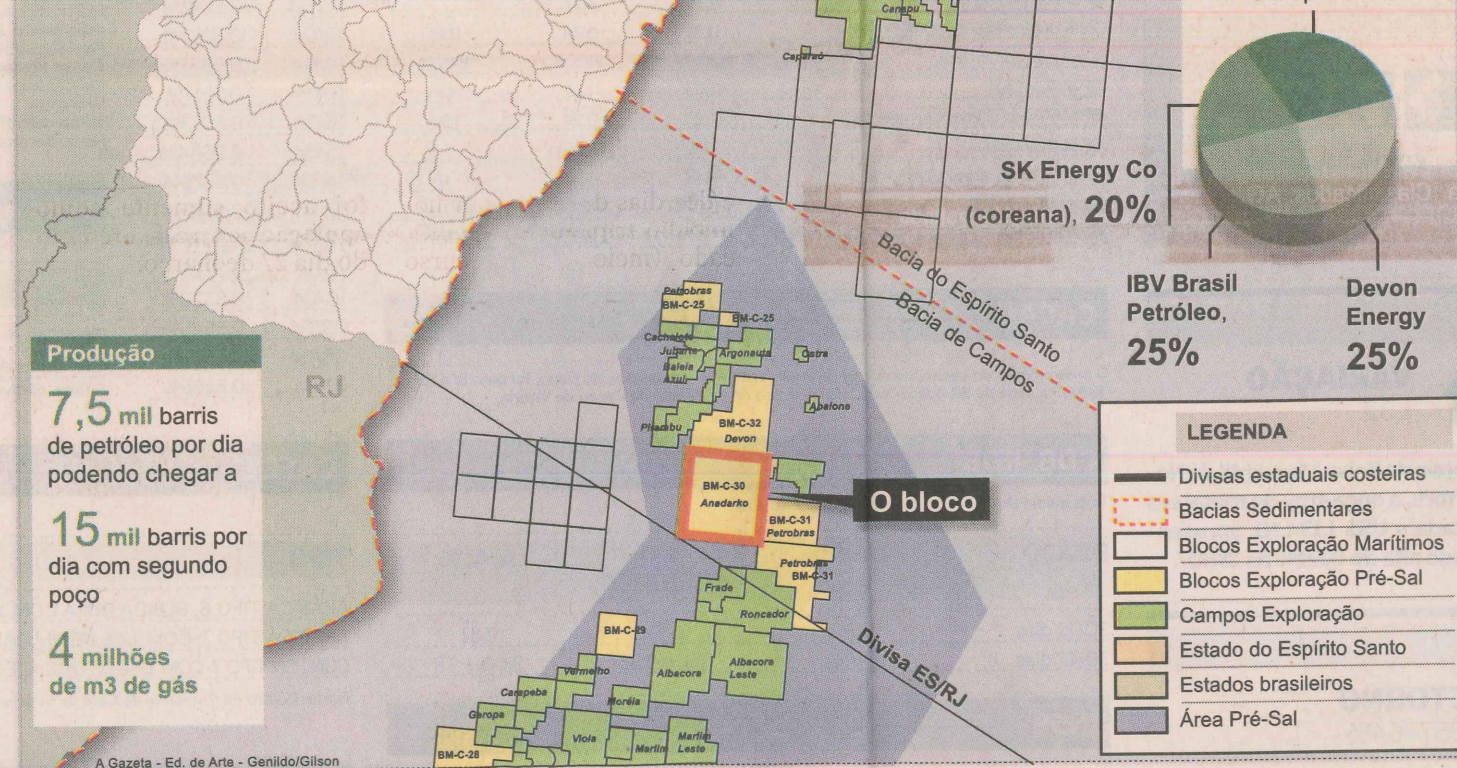 Canapu
Caparaó
SK Energy Co
(coreana), 20%
IBV Brasil
Petróleo,
25%
Devon
Energy
25%
Bacia do Espírito Santo
Bacia de Campos
Petrobras
BM-C-25
BM-C-25
Cachalote
Jubarte
Baleia
Azul
Argonauta
Ostra
Abalone
Pirambu
BM-C-32
Devon
BM-C-30
Anadarko
O bloco
BM-C-31
Petrobras
Petrobras
BM-C-31
Frade
Roncador
BM-C-29
Vermelho
Albacora
Albacora
Leste
Carapeba
Moréia
Garopa
Viola
Marlim
Marlim
Leste
BM-C-28
Divisa ES/RJ
RJ
Produção
7,5 mil barris
de petróleo por dia
podendo chegar a
15 mil barris por
dia com segundo
poço
4 milhões
de m3 de gás
LEGENDA
Divisas estaduais costeiras
Bacias Sedimentares
Blocos Exploração Marítimos
Blocos Exploração Pré-Sal
Campos Exploração
Estado do Espírito Santo
Estados brasileiros
Área Pré-Sal
A Gazeta - Ed. de Arte - Genildo/Gilson